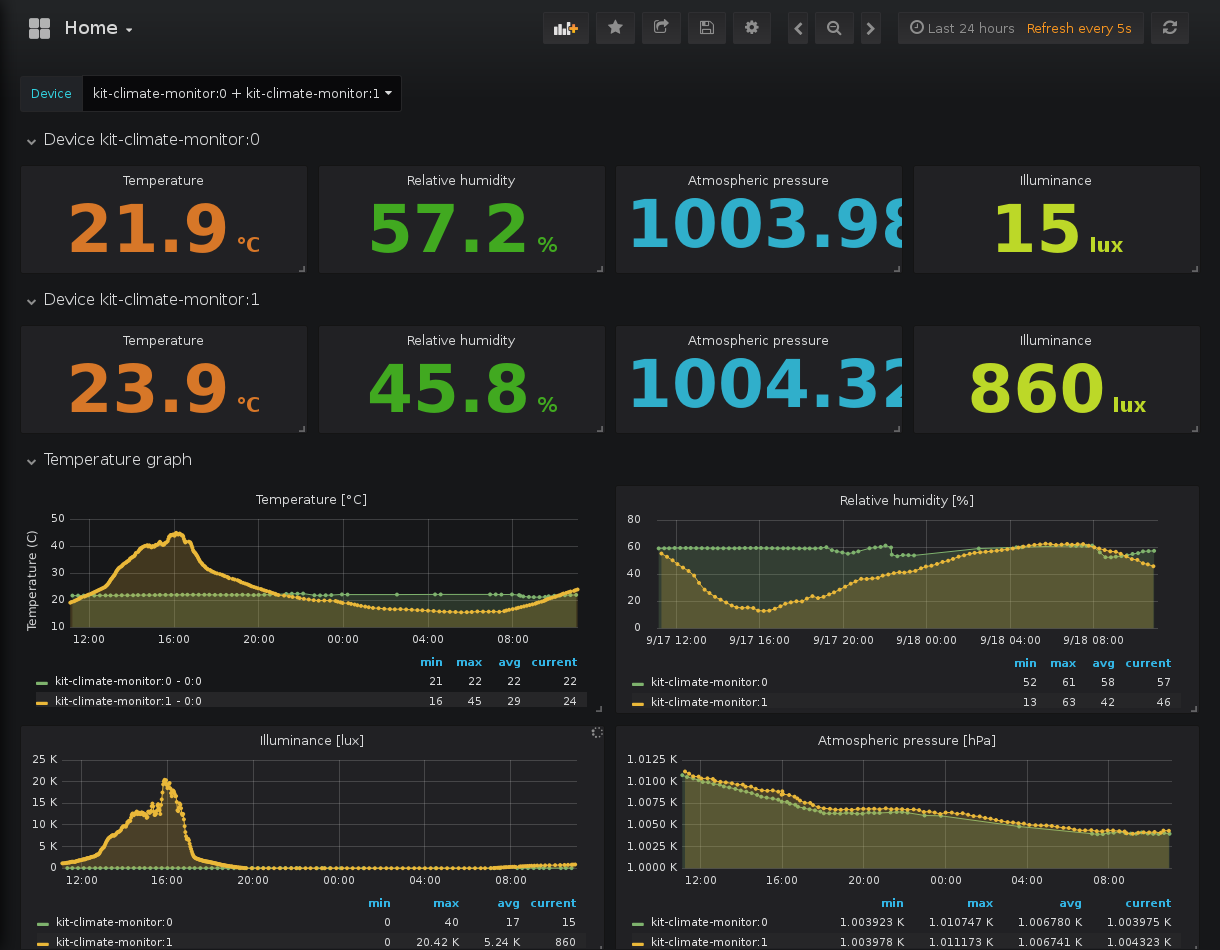 Home
Last 24 hours Refresh every 5s
Device kit-climate-monitor:0 + kit-climate-monitor:1
Device kit-climate-monitor:0
Temperature
21.9 °C
Relative humidity
57.2 %
Atmospheric pressure
1003.98
Illuminance
15 lux
Device kit-climate-monitor:1
Temperature
23.9 °C
Relative humidity
45.8 %
Atmospheric pressure
1004.32
Illuminance
860 lux
Temperature graph
Temperature [°C]
Temperature (C)
50
40
30
20
10
12:00 16:00 20:00 00:00 04:00 08:00
min max avg current
kit-climate-monitor:0 - 0:0 21 22 22 22
kit-climate-monitor:1 - 0:0 16 45 29 24
Relative humidity [%]
80
60
40
20
0
9/17 12:00 9/17 16:00 9/17 20:00 9/18 00:00 9/18 04:00 9/18 08:00
min max avg current
kit-climate-monitor:0 52 61 58 57
kit-climate-monitor:1 13 63 42 46
Illuminance [lux]
25 K
20 K
15 K
10 K
5 K
0
12:00 16:00 20:00 00:00 04:00 08:00
min max avg current
kit-climate-monitor:0 0 40 17 15
kit-climate-monitor:1 0 20.42 K 5.24 K 860
Atmospheric pressure [hPa]
1.0125 K
1.0100 K
1.0075 K
1.0050 K
1.0025 K
1.0000 K
12:00 16:00 20:00 00:00 04:00 08:00
min max avg current
kit-climate-monitor:0 1.003923 K 1.010747 K 1.006780 K 1.003975 K
kit-climate-monitor:1 1.003978 K 1.011173 K 1.006741 K 1.004323 K